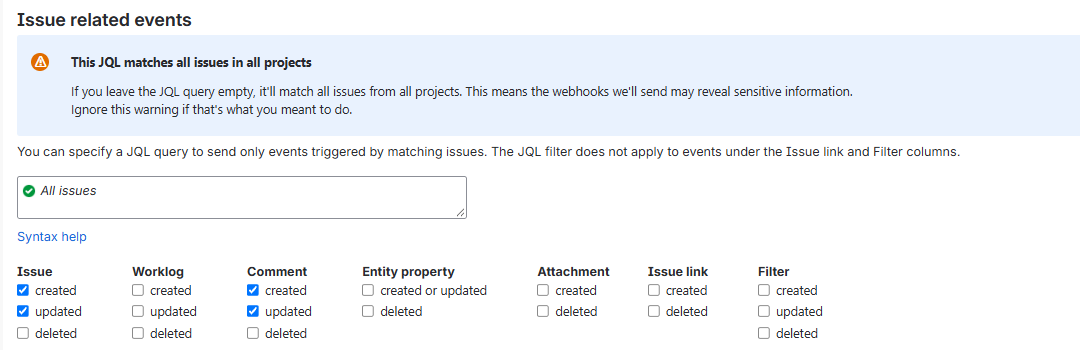 Issue related events
This JQL matches all issues in all projects
If you leave the JQL query empty, it'll match all issues from all projects. This means the webhooks we'll send may reveal sensitive information.
Ignore this warning if that's what you meant to do.
You can specify a JQL query to send only events triggered by matching issues. The JQL filter does not apply to events under the Issue link and Filter columns.
All issues
Syntax help
Issue Worklog Comment Entity property Attachment Issue link Filter
created created created created or updated created created created
updated updated updated deleted deleted deleted updated
deleted deleted deleted deleted